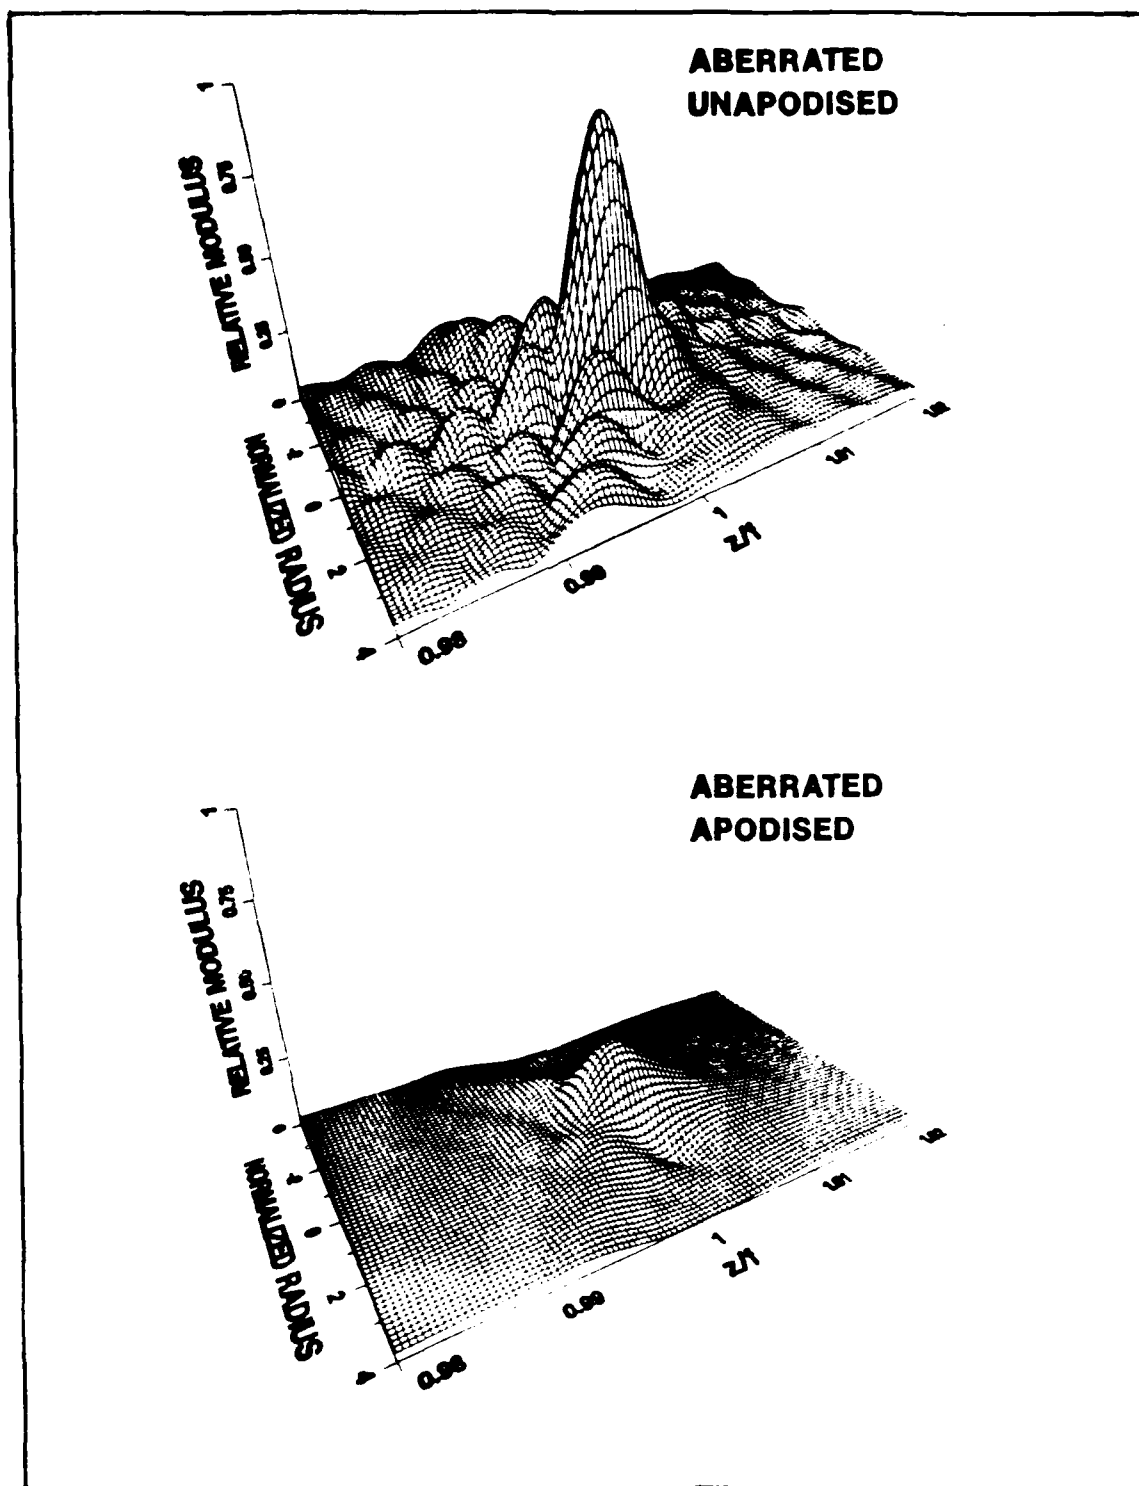 ABERRATED
UNAPODISED
RELATIVE MODULUS
1
0.75
0.50
0.25
0
NORMALIZED RADIUS
4
0
2
4
0.98
0.99
1
1.01
1.02
Z/f
ABERRATED
APODISED
RELATIVE MODULUS
1
0.75
0.50
0.25
0
NORMALIZED RADIUS
4
0
2
4
0.98
0.99
1
1.01
1.02
Z/f